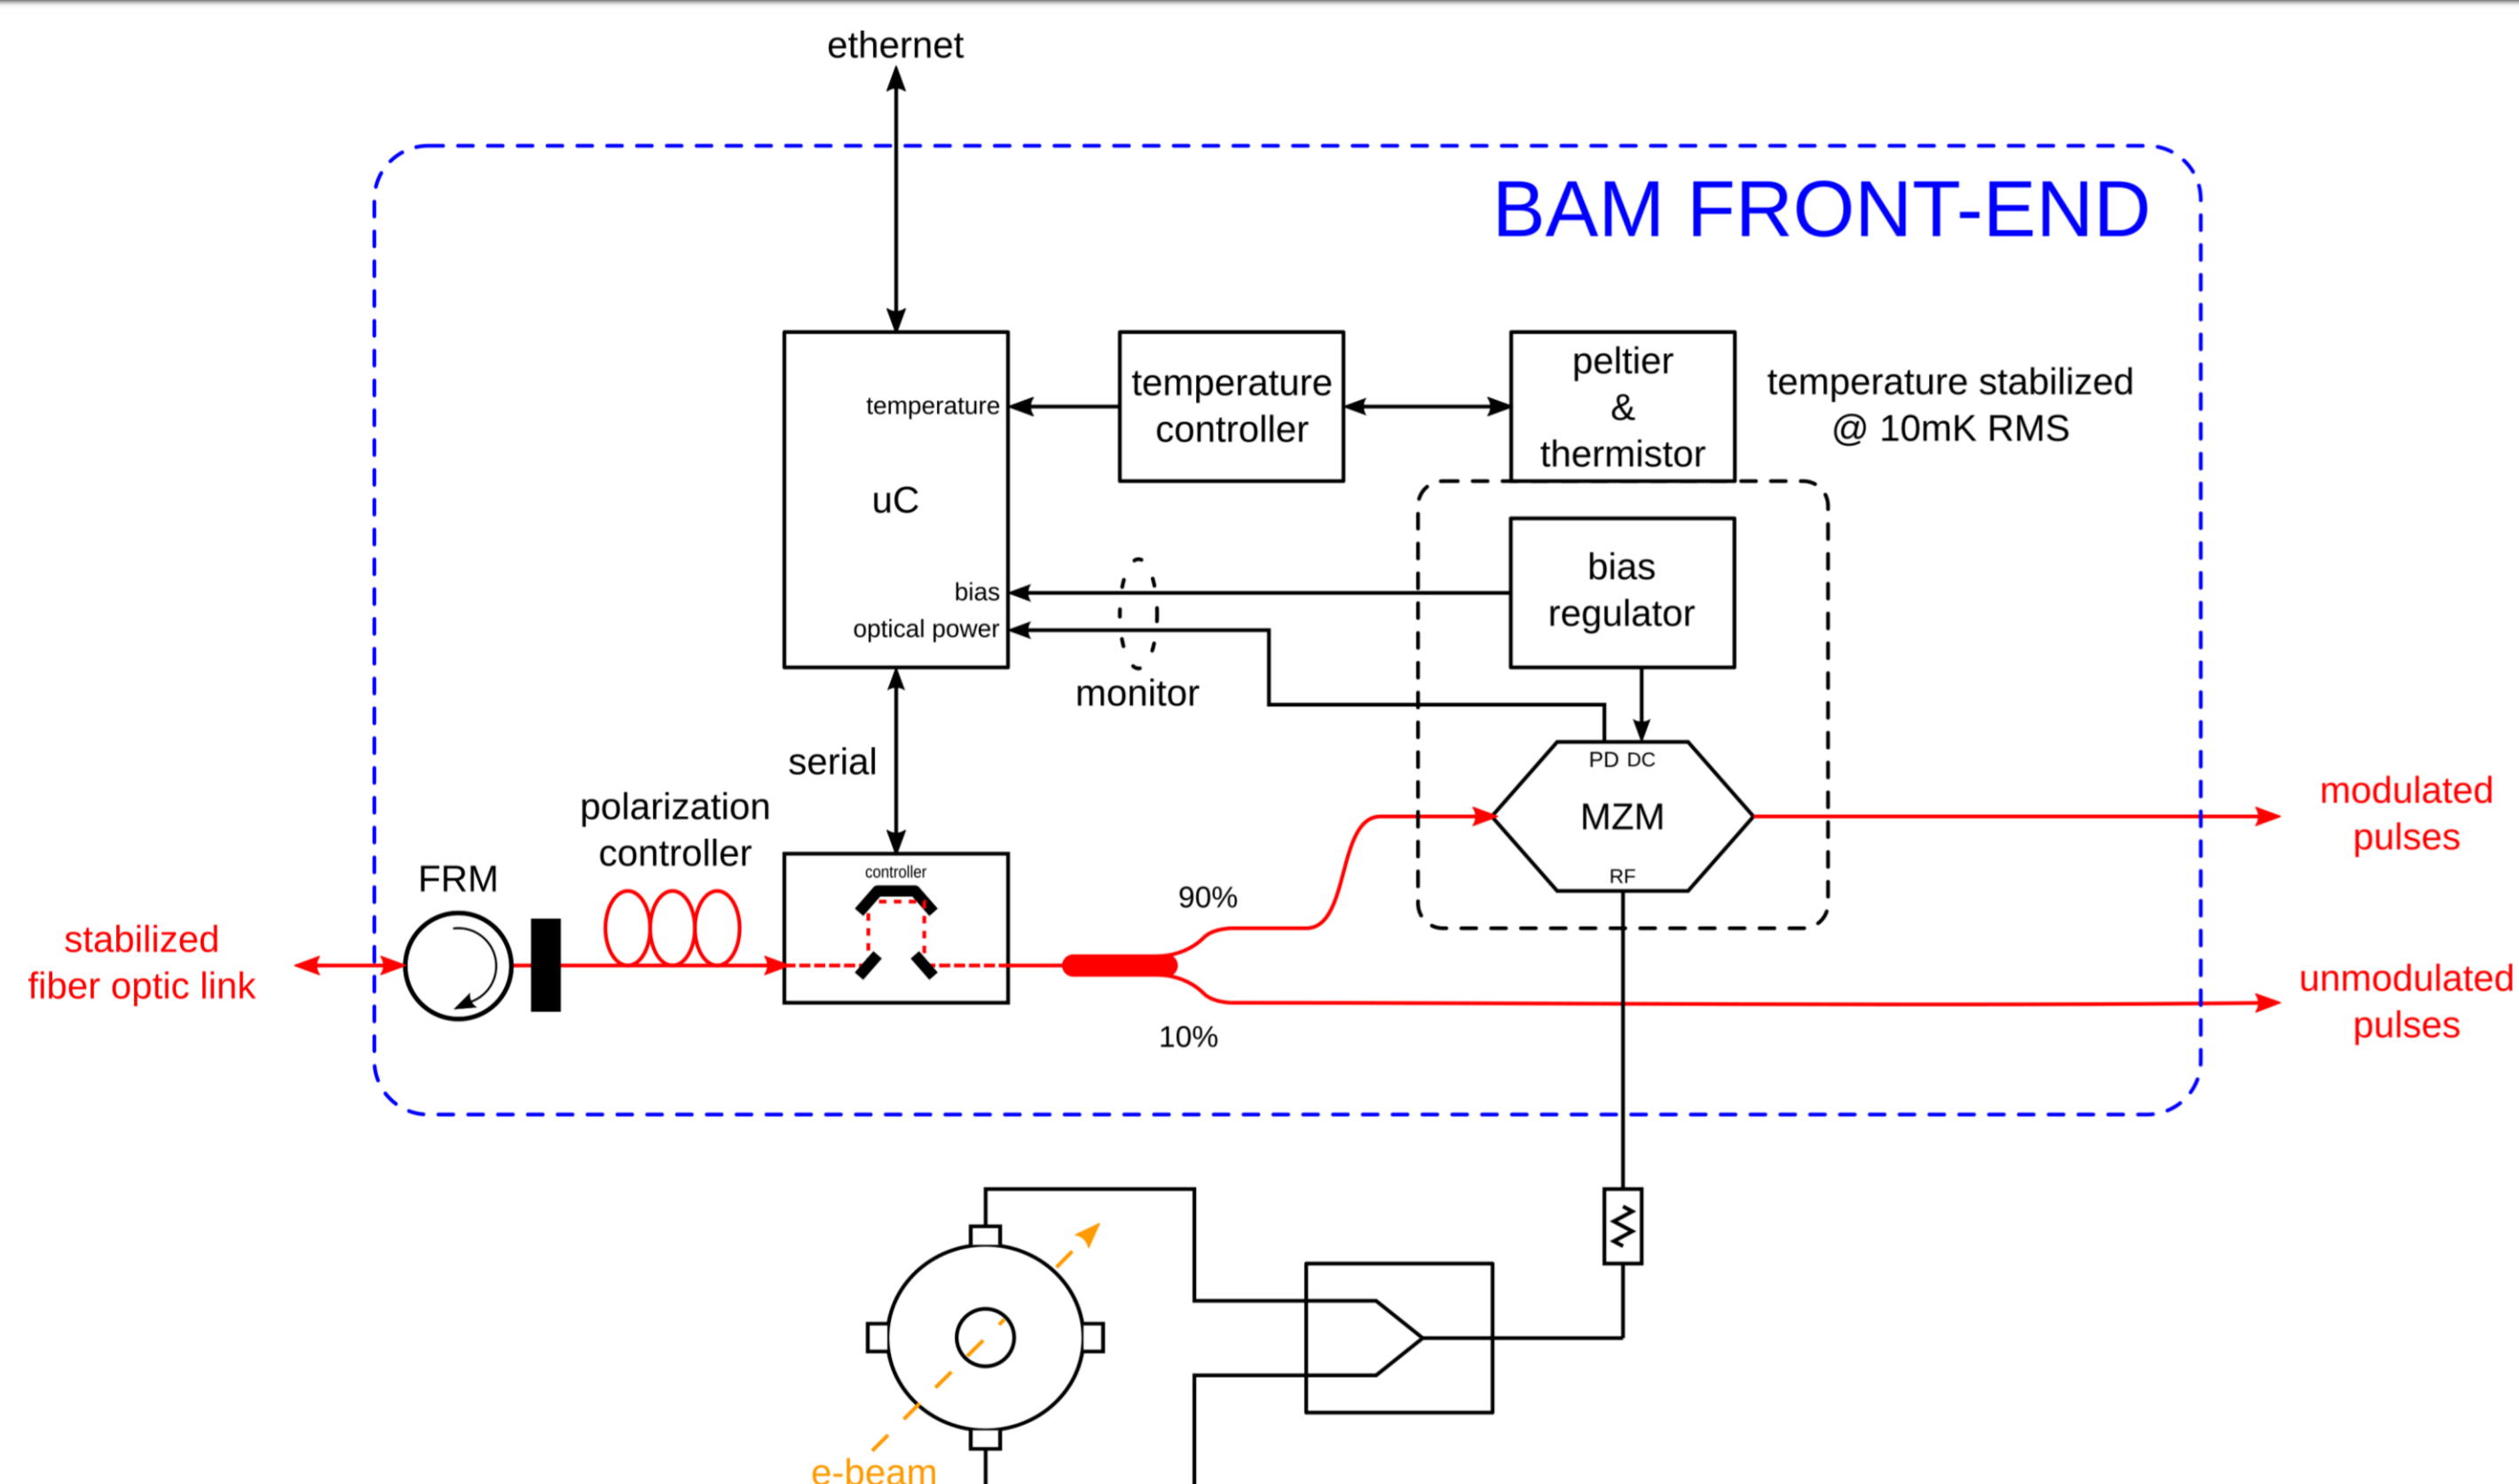 ethernet
BAM FRONT-END
temperature
uC
bias
optical power
temperature
controller
peltier
&
thermistor
temperature stabilized
@ 10mK RMS
bias
regulator
monitor
serial
PD DC
MZM
RF
modulated
pulses
polarization
controller
FRM
controller
90%
stabilized
fiber optic link
unmodulated
pulses
10%
e-beam